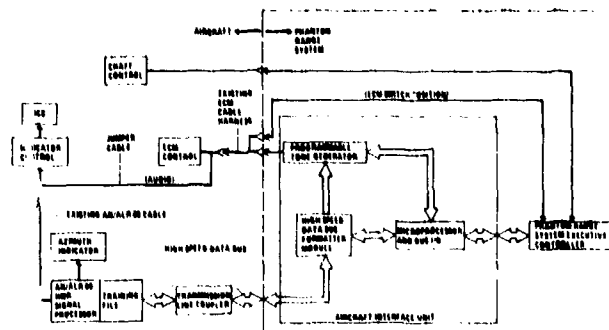 AIRCRAFT
PHANTOM
RANGE
SYSTEM
CHAFF
CONTROL
(ECM SWITCH POSITION)
EXISTING
ECM
CABLE
HARNESS
ICS
INDICATOR
CONTROL
JUMPER
CABLE
ECM
CONTROL
PROGRAMMABLE
TONE GENERATOR
(AUDIO)
EXISTING AN/ALR CABLE
HIGH SPEED DATA BUS
HIGH SPEED
DATA BUS
FORMATTER
MODULE
MICROPROCESSOR
AND BUS I/O
PHANTOM RANGE
SYSTEM EXECUTIVE
CONTROLLER
AZIMUTH
INDICATOR
AN/ALR
SIGNAL
PROCESSOR
TRAINING
FILE
TRANSMISSION
LINE COUPLER
AIRCRAFT INTERFACE UNIT